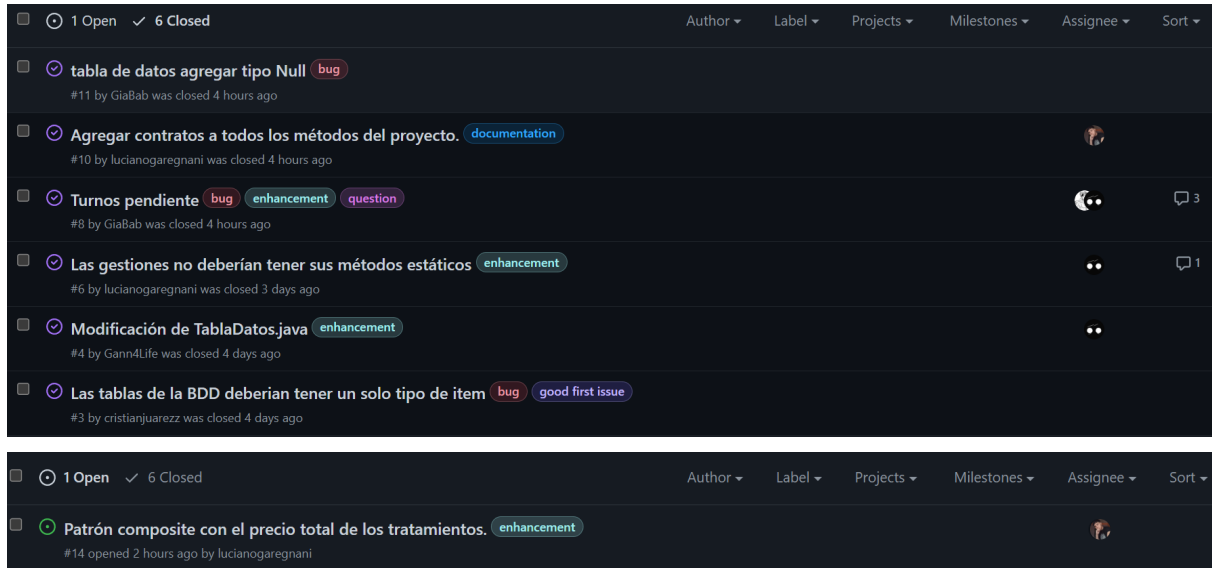 1 Open 6 Closed Author Label Projects Milestones Assignee Sort
tabla de datos agregar tipo Null bug
#11 by GiaBab was closed 4 hours ago
Agregar contratos a todos los métodos del proyecto. documentation
#10 by lucianogaregnani was closed 4 hours ago
Turnos pendiente bug enhancement question 3
#8 by GiaBab was closed 4 hours ago
Las gestiones no deberían tener sus métodos estáticos enhancement 1
#6 by lucianogaregnani was closed 3 days ago
Modificación de TablaDatos.java enhancement
#4 by Gann4Life was closed 4 days ago
Las tablas de la BDD deberian tener un solo tipo de item bug good first issue
#3 by cristianjuarezz was closed 4 days ago
1 Open 6 Closed Author Label Projects Milestones Assignee Sort
Patrón composite con el precio total de los tratamientos. enhancement
#14 opened 2 hours ago by lucianogaregnani